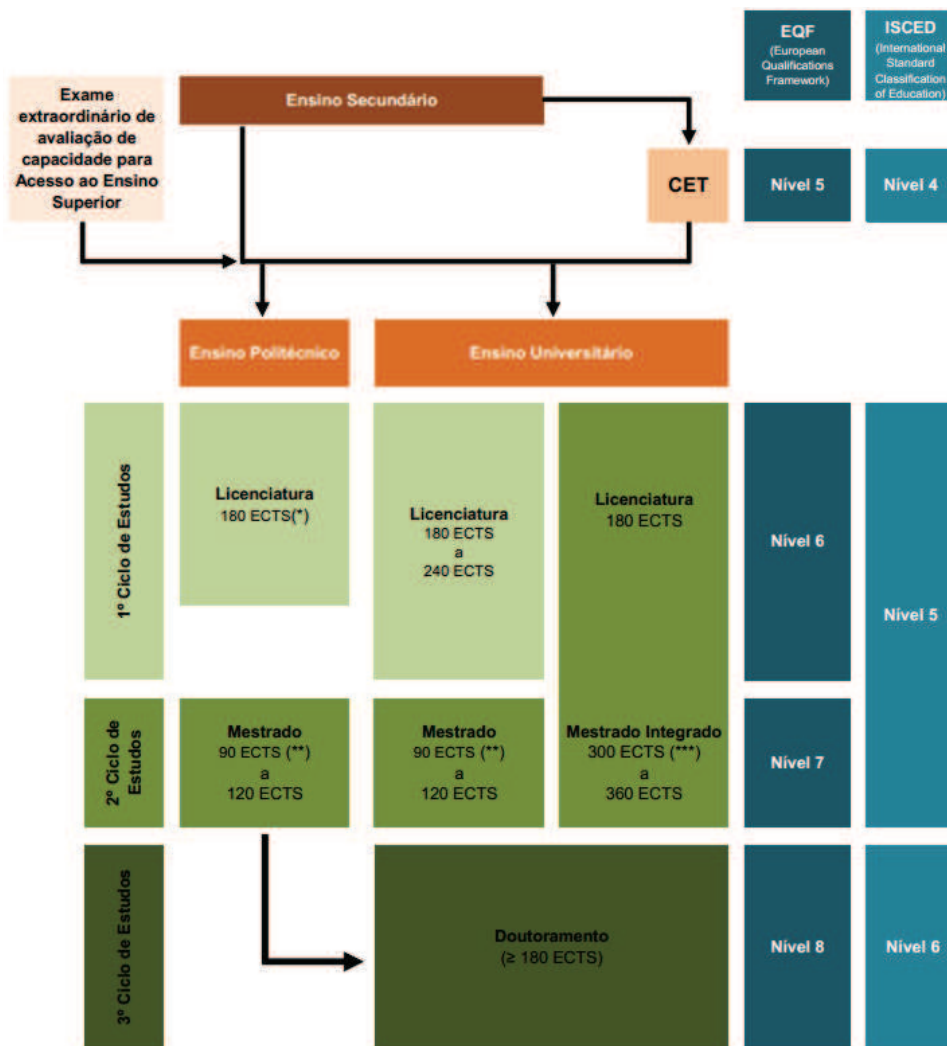 EQF
(European
Qualifications
Framework)
ISCED
(International
Standard
Classification
of Education)
Exame
extraordinário de
avaliação de
capacidade para
Acesso ao Ensino
Superior
Ensino Secundário
CET
Nível 5
Nível 4
Ensino Politécnico
Ensino Universitário
1º Ciclo de Estudos
Licenciatura
180 ECTS(*)
Licenciatura
180 ECTS
a
240 ECTS
Licenciatura
180 ECTS
Nível 6
Nível 5
2º Ciclo de
Estudos
Mestrado
90 ECTS (**)
a
120 ECTS
Mestrado
90 ECTS (**)
a
120 ECTS
Mestrado Integrado
300 ECTS (***)
a
360 ECTS
Nível 7
3º Ciclo de Estudos
Doutoramento
(≥ 180 ECTS)
Nível 8
Nível 6